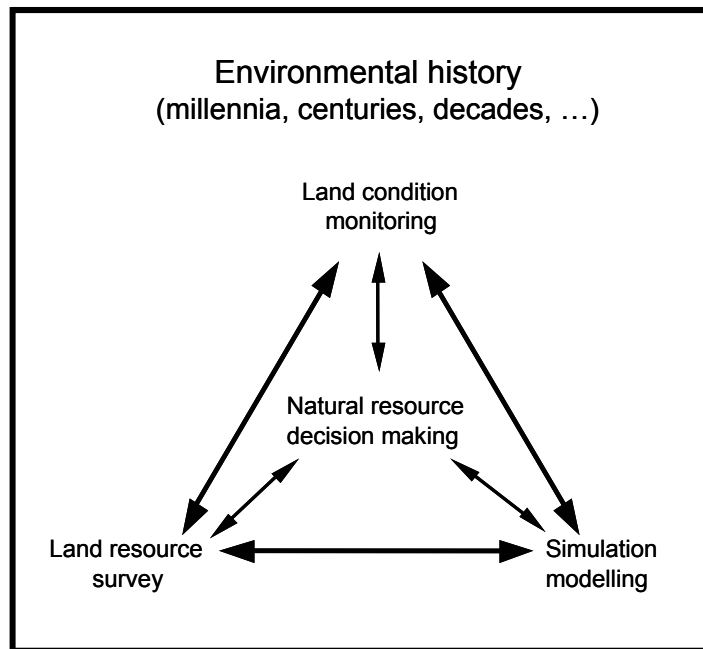 Environmental history
(millennia, centuries, decades, …)
Land condition
monitoring
Natural resource
decision making
Land resource
survey
Simulation
modelling